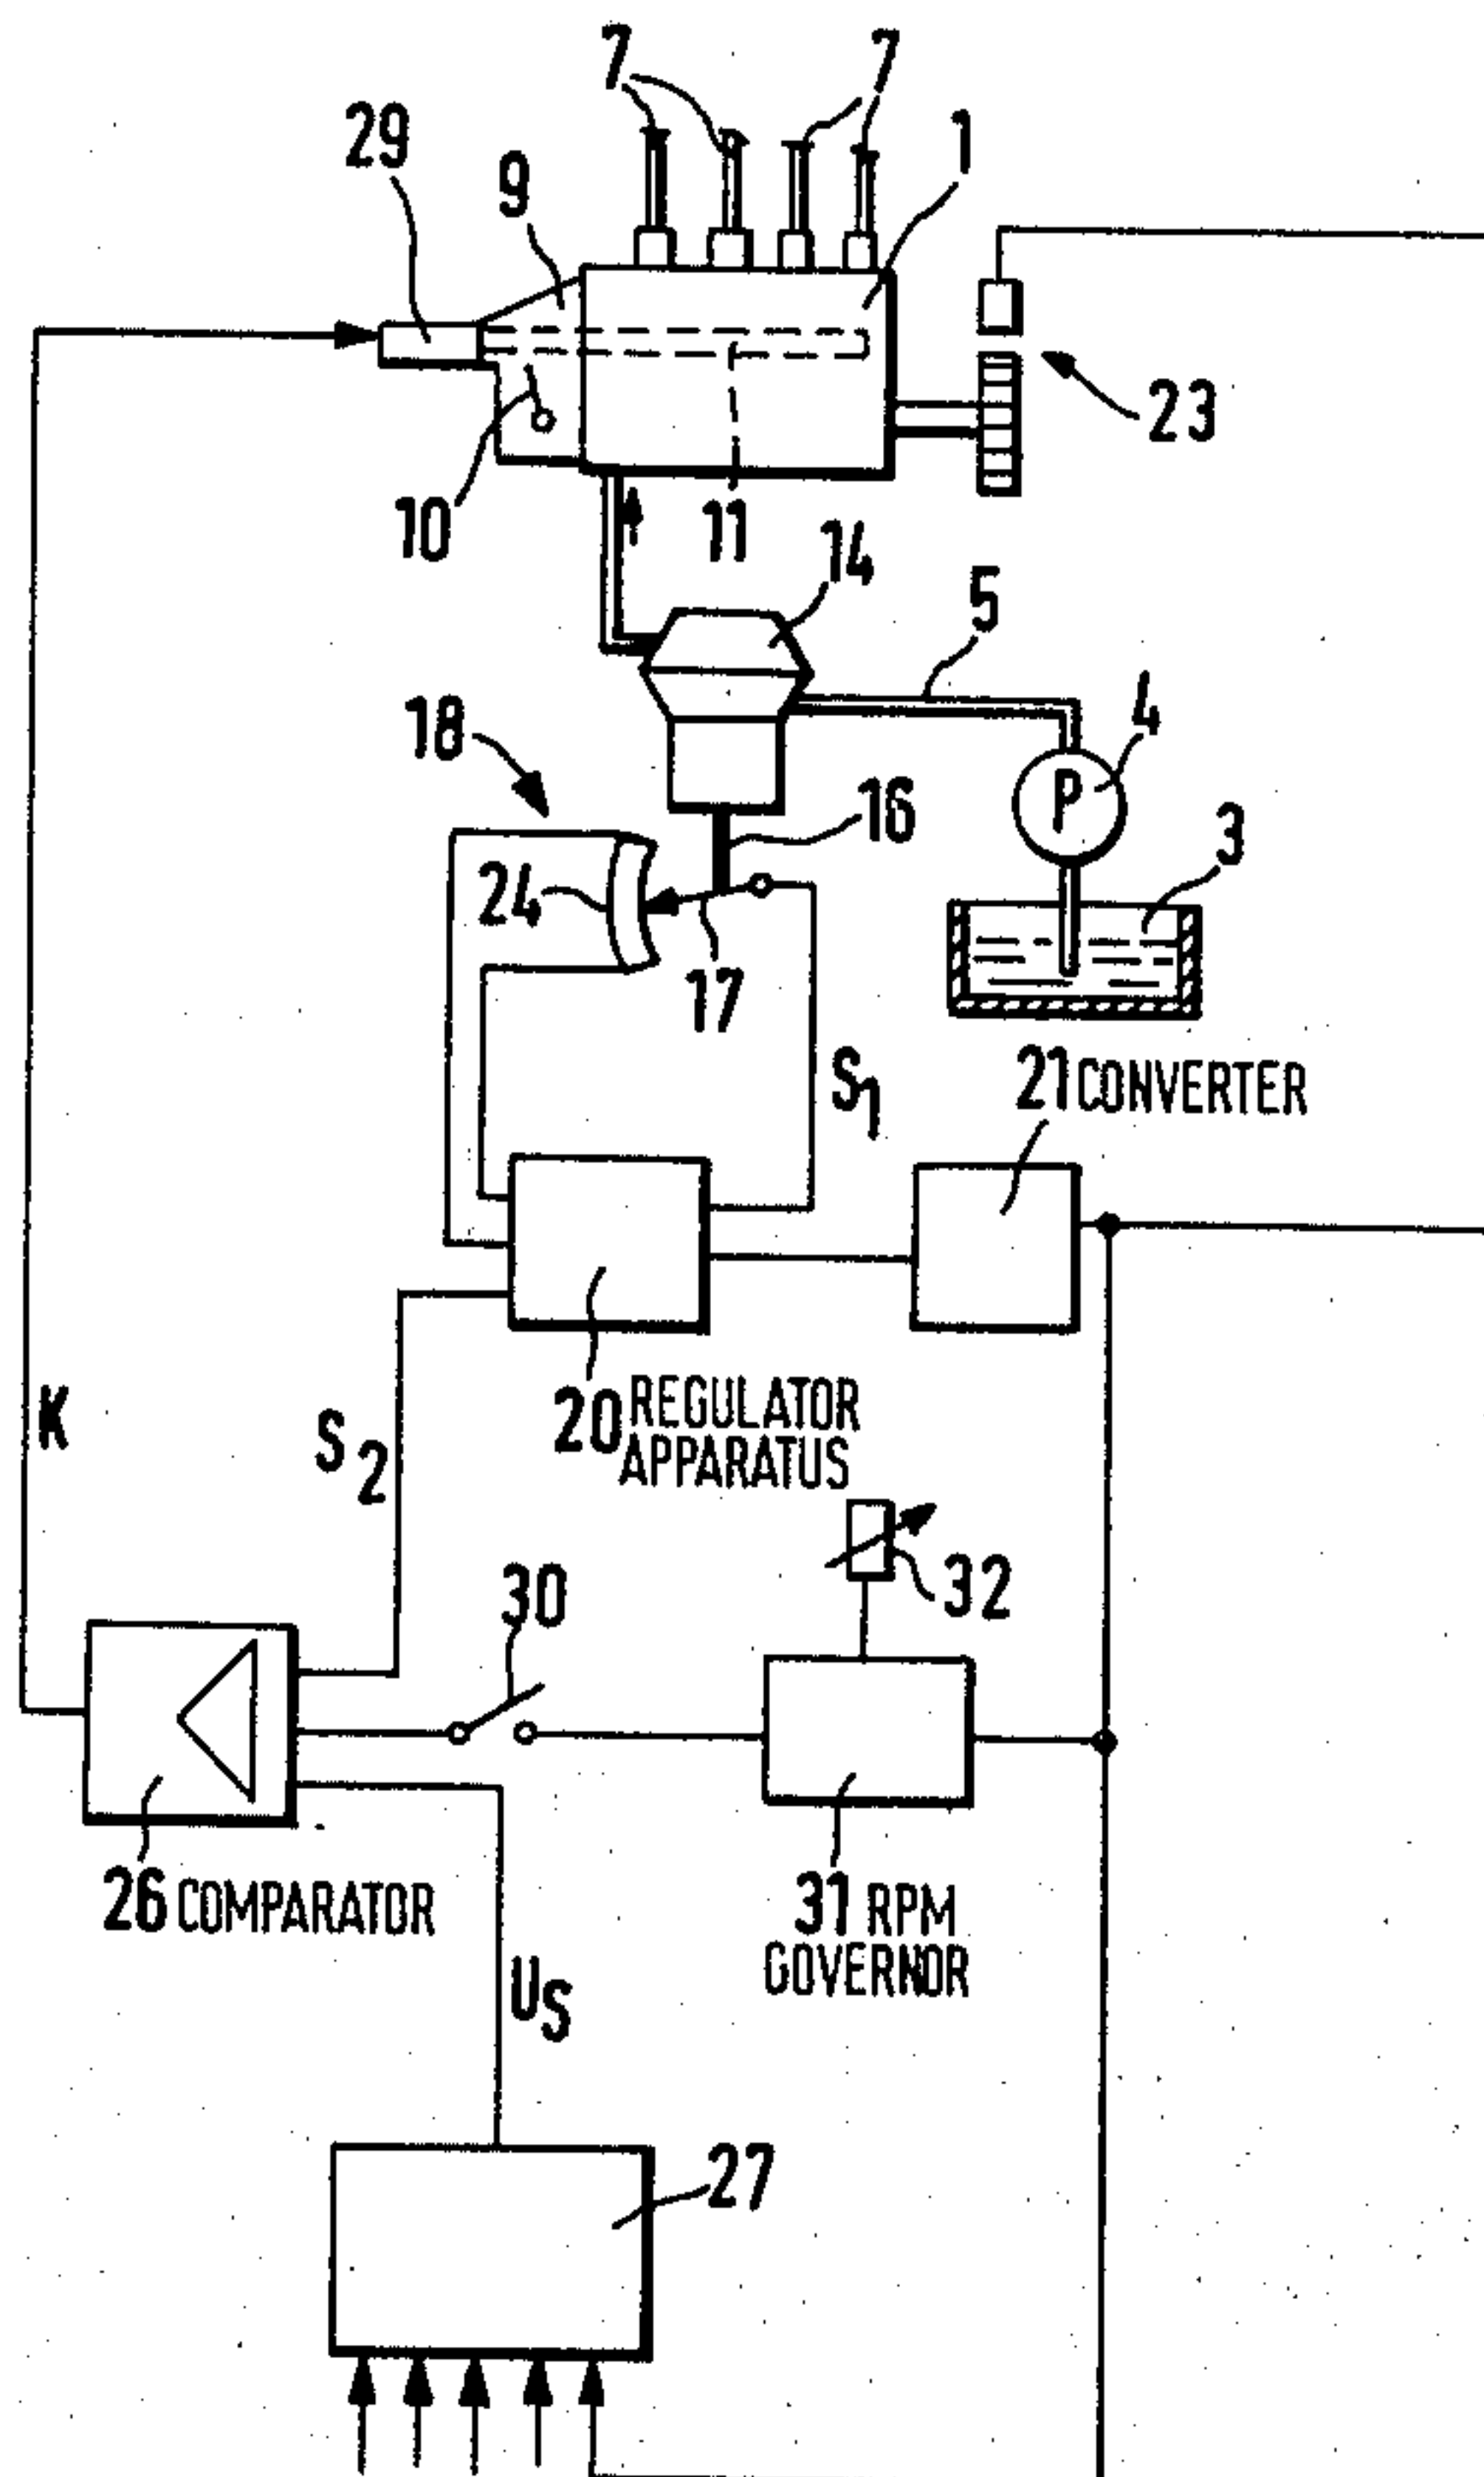 7 7
29 9 1
23
10 11 14
5
18 4
P
16 3
24
17
S1 21 CONVERTER
K S2 20 REGULATOR
APPARATUS
30 32
26 COMPARATOR 31 RPM
GOVERNOR
US
27